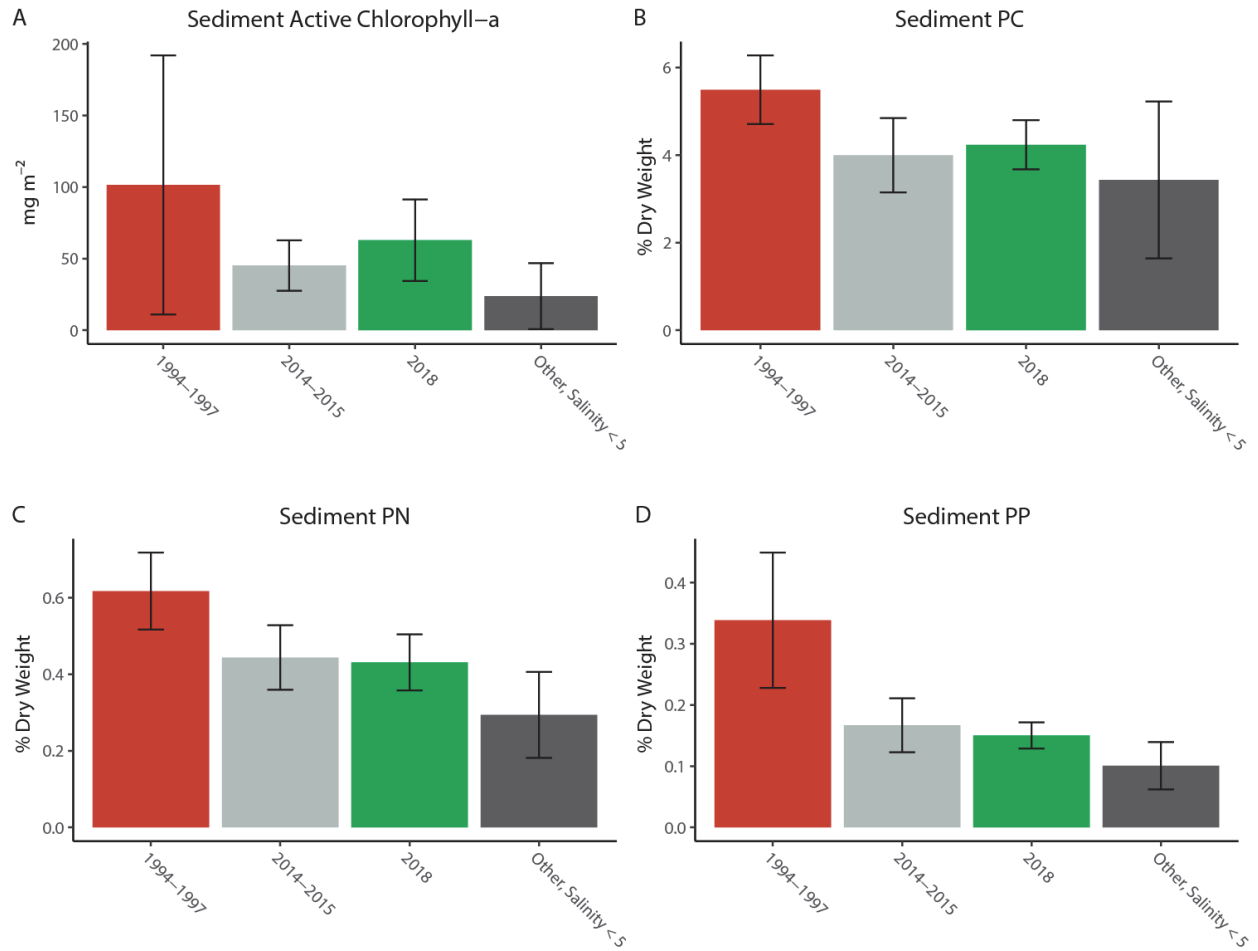 A
Sediment Active Chlorophyll–a
mg m⁻²
200
150
100
50
0
1994–1997
2014–2015
2018
Other, Salinity < 5
B
Sediment PC
% Dry Weight
6
4
2
0
1994–1997
2014–2015
2018
Other, Salinity < 5
C
Sediment PN
% Dry Weight
0.6
0.4
0.2
0.0
1994–1997
2014–2015
2018
Other, Salinity < 5
D
Sediment PP
% Dry Weight
0.4
0.3
0.2
0.1
0.0
1994–1997
2014–2015
2018
Other, Salinity < 5